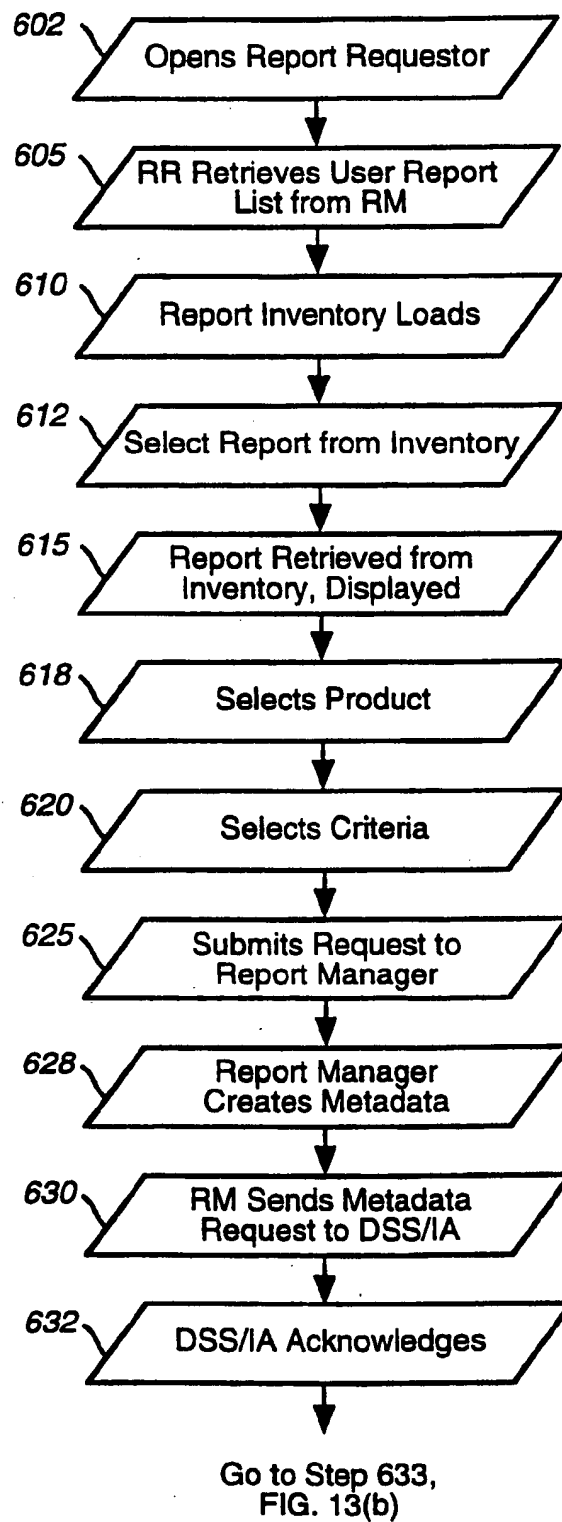 602
Opens Report Requestor
605
RR Retrieves User Report
List from RM
610
Report Inventory Loads
612
Select Report from Inventory
615
Report Retrieved from
Inventory, Displayed
618
Selects Product
620
Selects Criteria
625
Submits Request to
Report Manager
628
Report Manager
Creates Metadata
630
RM Sends Metadata
Request to DSS/IA
632
DSS/IA Acknowledges
Go to Step 633,
FIG. 13(b)